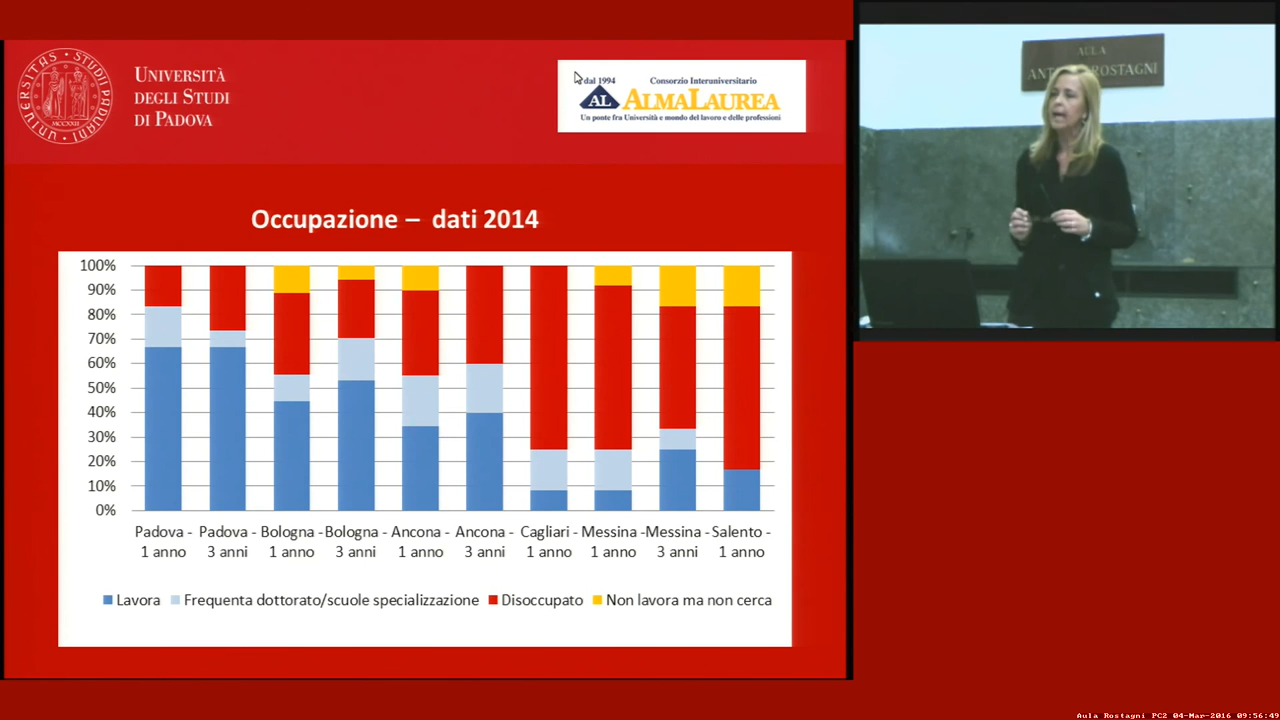 UNIVERSITÀ
DEGLI STUDI
DI PADOVA
UNIVERSITAS STUDII PADUANI
MCCXXII
dal 1994 Consorzio Interuniversitario
AL ALMALAUREA
Un ponte fra Università e mondo del lavoro e delle professioni
AULA
ROSTAGNI
Occupazione – dati 2014
100%
90%
80%
70%
60%
50%
40%
30%
20%
10%
0%
Padova - 1 anno
Padova - 3 anni
Bologna - 1 anno
Bologna - 3 anni
Ancona - 1 anno
Ancona - 3 anni
Cagliari - 1 anno
Messina - 1 anno
Messina - 3 anni
Salento - 1 anno
Lavora Frequenta dottorato/scuole specializzazione Disoccupato Non lavora ma non cerca
Aula Rostagni PC2 04-Mar-2016 09:56:49